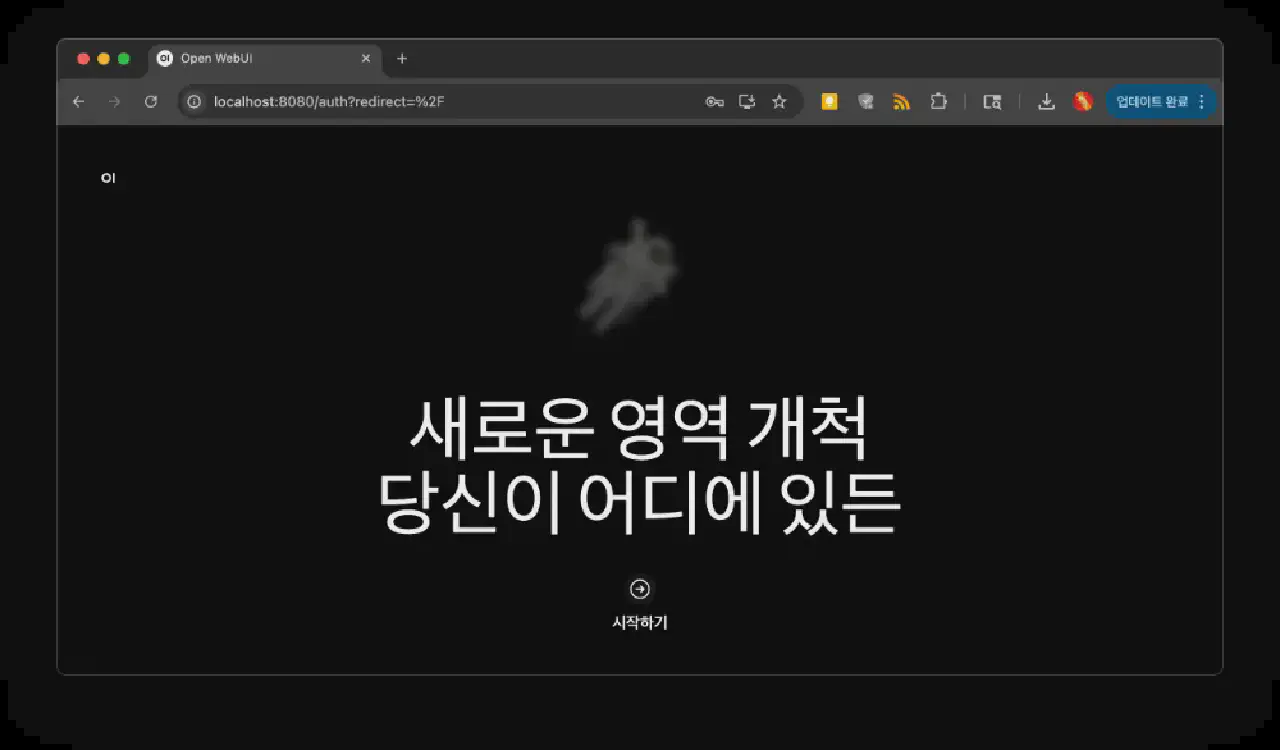 OI Open WebUI
localhost:8080/auth?redirect=%2F
업데이트 완료
OI
새로운 영역 개척
당신이 어디에 있든
시작하기